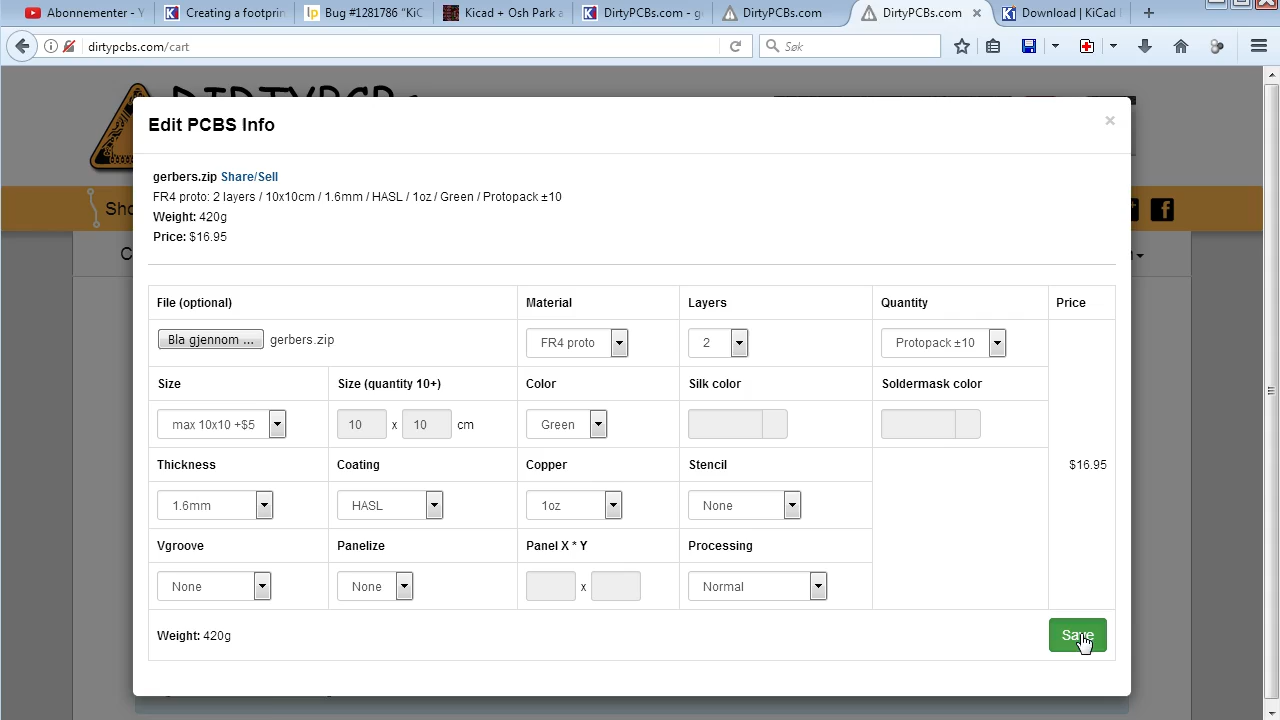 Abonnementer - Y
Creating a footprin
Bug #1281786 “KiC
Kicad + Osh Park a
DirtyPCBs.com - g
DirtyPCBs.com
DirtyPCBs.com
Download | KiCad
dirtypcbs.com/cart
Søk
Sho
C
Edit PCBS Info
×
gerbers.zip Share/Sell
FR4 proto: 2 layers / 10x10cm / 1.6mm / HASL / 1oz / Green / Protopack ±10
Weight: 420g
Price: $16.95
File (optional) Material Layers Quantity Price
Bla gjennom ... gerbers.zip FR4 proto 2 Protopack ±10
Size Size (quantity 10+) Color Silk color Soldermask color
max 10x10 +$5 10 x 10 cm Green
Thickness Coating Copper Stencil $16.95
1.6mm HASL 1oz None
Vgroove Panelize Panel X * Y Processing
None None x Normal
Weight: 420g Save